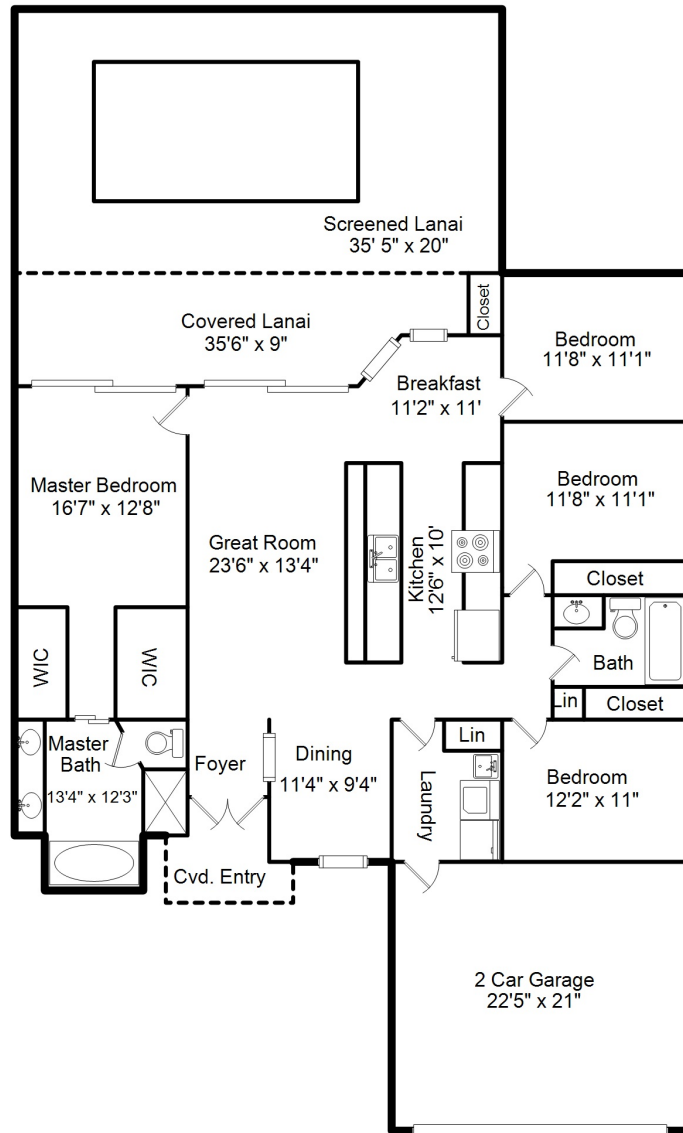 Screened Lanai
35' 5" x 20"
Closet
Covered Lanai
35'6" x 9"
Bedroom
11'8" x 11'1"
Breakfast
11'2" x 11'
Master Bedroom
16'7" x 12'8"
Bedroom
11'8" x 11'1"
Great Room
23'6" x 13'4"
Kitchen
12'6" x 10'
Closet
WIC
WIC
Bath
Lin
Closet
Master
Bath
13'4" x 12'3"
Foyer
Dining
11'4" x 9'4"
Lin
Laundry
Bedroom
12'2" x 11"
Cvd. Entry
2 Car Garage
22'5" x 21"